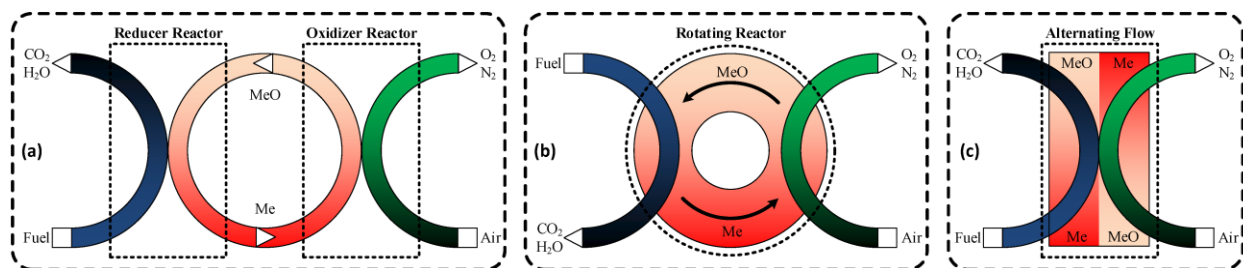 Reducer Reactor
Oxidizer Reactor
CO2
H2O
O2
N2
MeO
(a)
Me
Fuel
Air
Rotating Reactor
Fuel
O2
N2
MeO
(b)
CO2
H2O
Me
Air
Alternating Flow
CO2
H2O
MeO
Me
O2
N2
(c)
Fuel
Me
MeO
Air